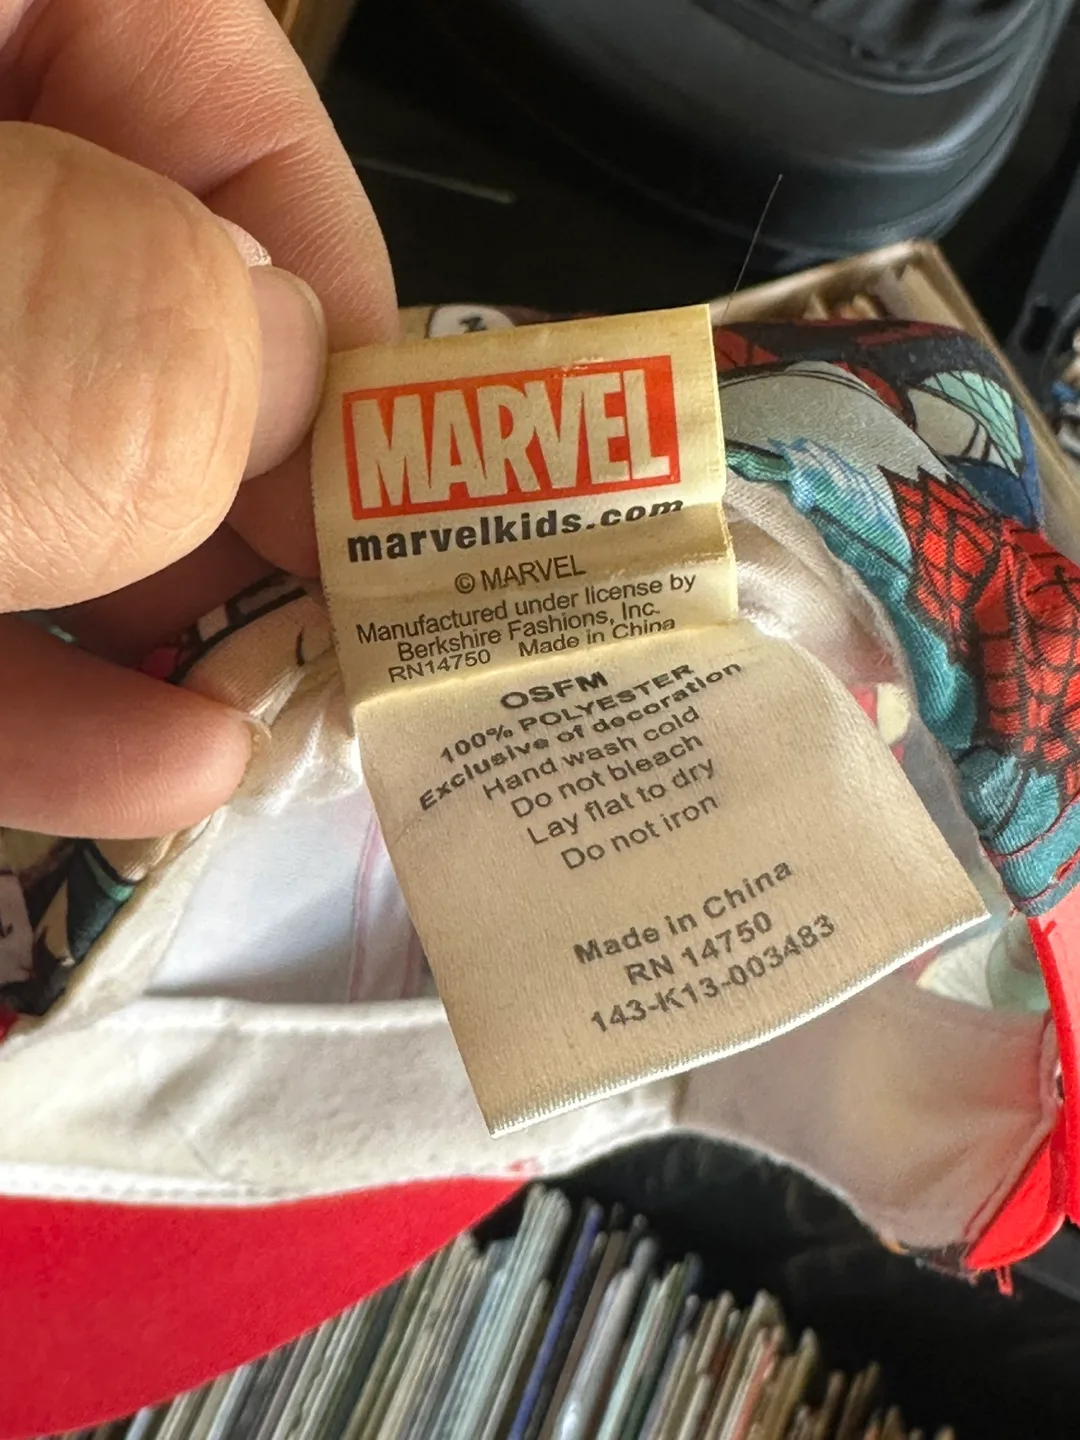 MARVEL
marvelkids.com
© MARVEL
Manufactured under license by
Berkshire Fashions, Inc.
RN14750 Made in China
OSFM
100% POLYESTER
Exclusive of decoration
Hand wash cold
Do not bleach
Lay flat to dry
Do not iron
Made in China
RN 14750
143-K13-003483